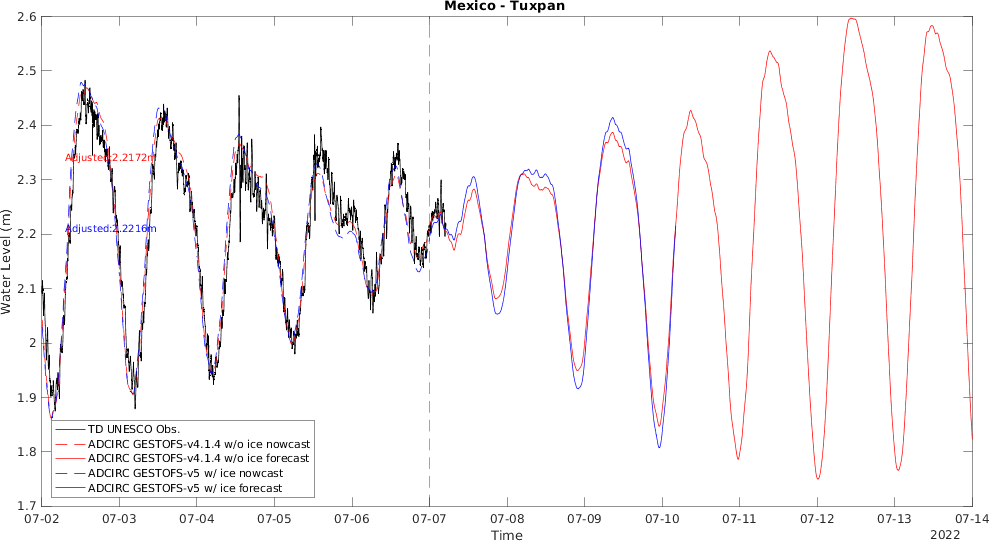 Mexico - Tuxpan
2.6
2.5
2.4
2.3
2.2
2.1
2
1.9
1.8
1.7
Water Level (m)
Adjusted:2.2172m
Adjusted:2.2216m
TD UNESCO Obs.
ADCIRC GESTOFS-v4.1.4 w/o ice nowcast
ADCIRC GESTOFS-v4.1.4 w/o ice forecast
ADCIRC GESTOFS-v5 w/ ice nowcast
ADCIRC GESTOFS-v5 w/ ice forecast
07-02 07-03 07-04 07-05 07-06 07-07 07-08 07-09 07-10 07-11 07-12 07-13 07-14
Time
2022